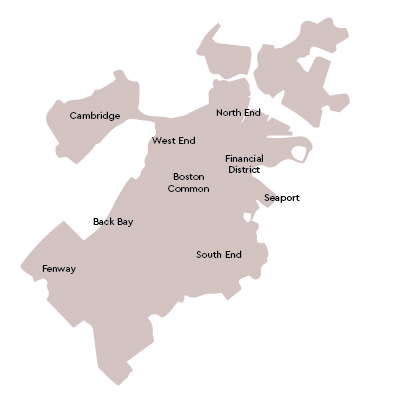 North End
Cambridge
West End
Financial
District
Boston
Common
Seaport
Back Bay
South End
Fenway